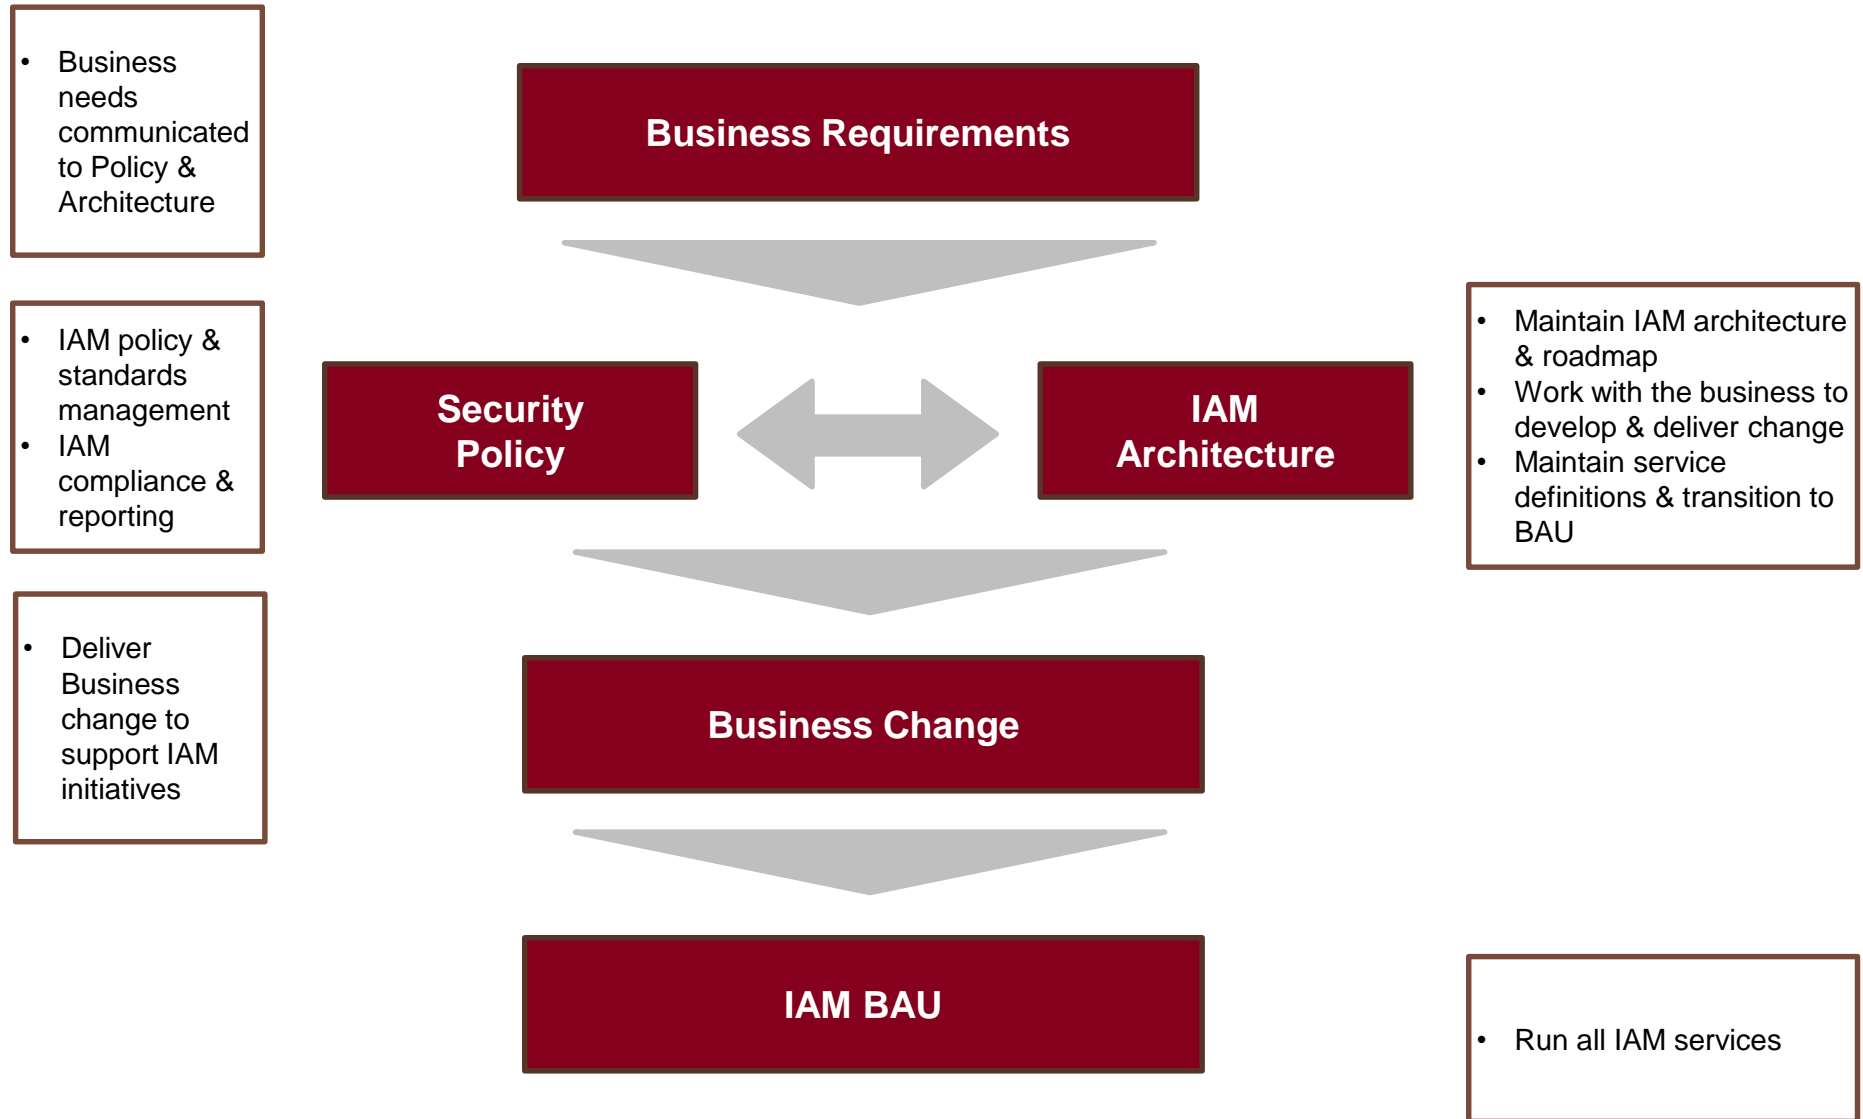 • Business
needs
communicated
to Policy &
Architecture
Business Requirements
• IAM policy &
standards
management
• IAM
compliance &
reporting
Security
Policy
IAM
Architecture
• Maintain IAM architecture
& roadmap
• Work with the business to
develop & deliver change
• Maintain service
definitions & transition to
BAU
• Deliver
Business
change to
support IAM
initiatives
Business Change
IAM BAU
• Run all IAM services